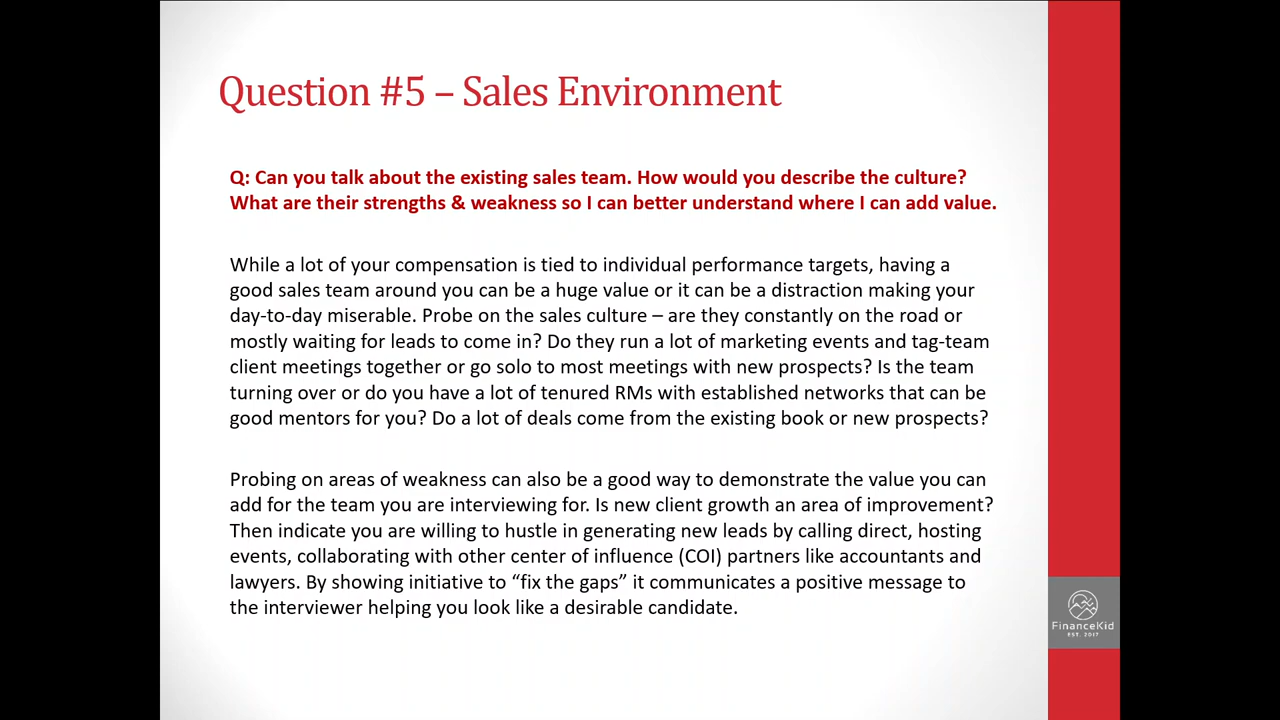 Question #5 – Sales Environment
Q: Can you talk about the existing sales team. How would you describe the culture?
What are their strengths & weakness so I can better understand where I can add value.
While a lot of your compensation is tied to individual performance targets, having a
good sales team around you can be a huge value or it can be a distraction making your
day-to-day miserable. Probe on the sales culture – are they constantly on the road or
mostly waiting for leads to come in? Do they run a lot of marketing events and tag-team
client meetings together or go solo to most meetings with new prospects? Is the team
turning over or do you have a lot of tenured RMs with established networks that can be
good mentors for you? Do a lot of deals come from the existing book or new prospects?
Probing on areas of weakness can also be a good way to demonstrate the value you can
add for the team you are interviewing for. Is new client growth an area of improvement?
Then indicate you are willing to hustle in generating new leads by calling direct, hosting
events, collaborating with other center of influence (COI) partners like accountants and
lawyers. By showing initiative to “fix the gaps” it communicates a positive message to
the interviewer helping you look like a desirable candidate.
FinanceKid
EST. 2017